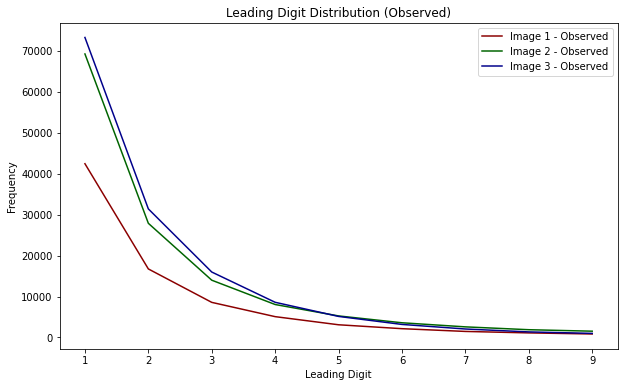 Leading Digit Distribution (Observed)
Image 1 - Observed
Image 2 - Observed
Image 3 - Observed
70000
60000
50000
40000
30000
20000
10000
0
Frequency
1 2 3 4 5 6 7 8 9
Leading Digit